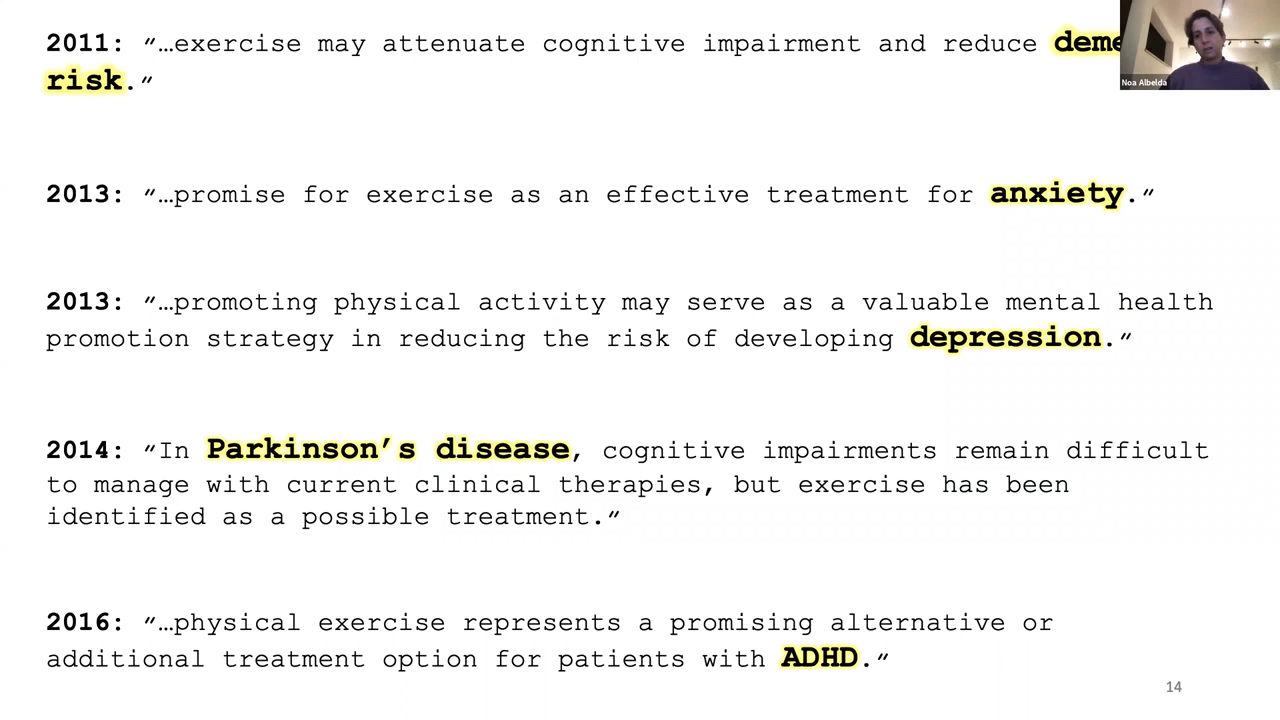 2011: “…exercise may attenuate cognitive impairment and reduce
risk.”
Noa Albelda
2013: “…promise for exercise as an effective treatment for anxiety.”
2013: “…promoting physical activity may serve as a valuable mental health
promotion strategy in reducing the risk of developing depression.”
2014: “In Parkinson’s disease, cognitive impairments remain difficult
to manage with current clinical therapies, but exercise has been
identified as a possible treatment.”
2016: “…physical exercise represents a promising alternative or
additional treatment option for patients with ADHD.”
14